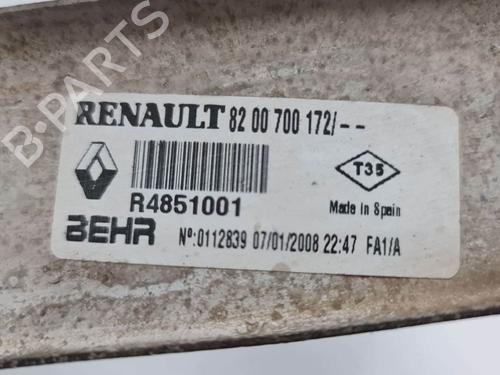 B-PARTS
RENAULT 82 00 700 172/--
T35
R4851001
Made in Spain
BEHR Nº:0112839 07/01/2008 22:47 FA1/A